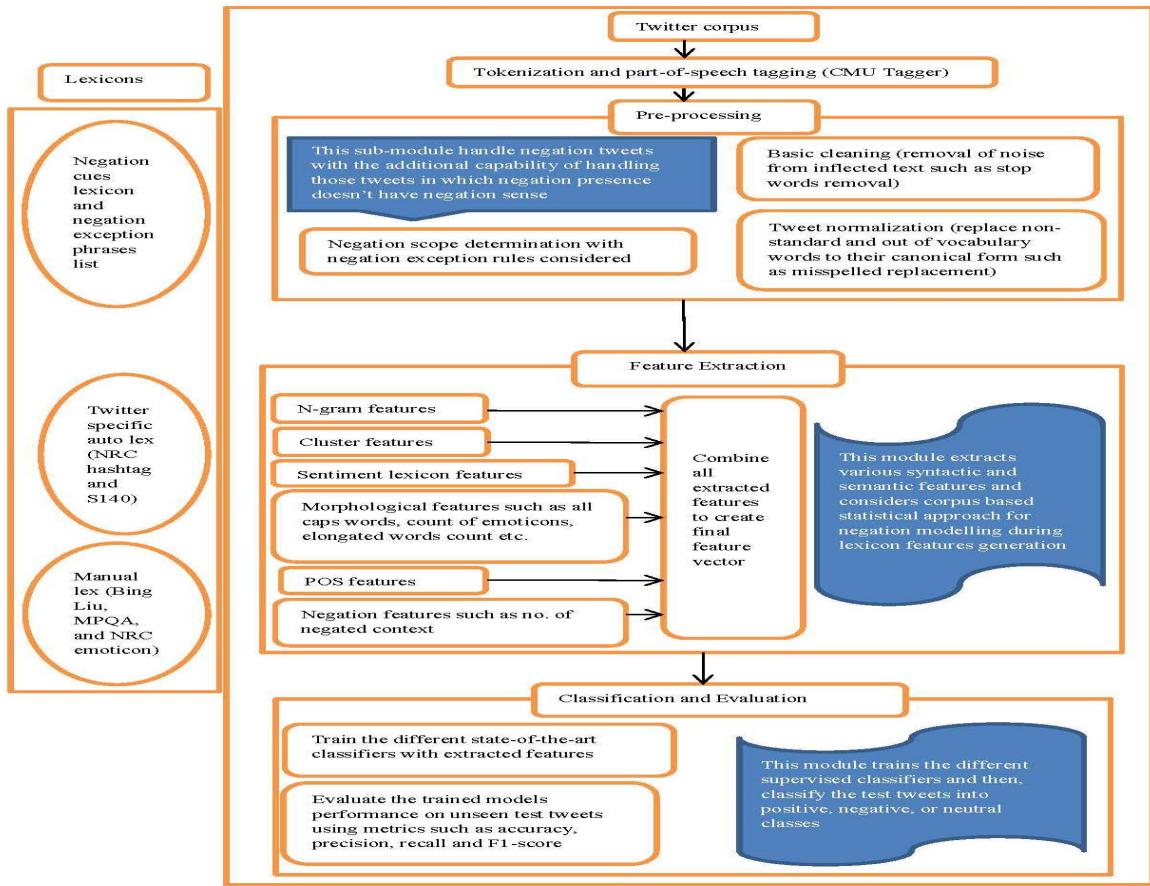 Lexicons
Negation
cues
lexicon
and
negation
exception
phrases
list
Twitter
specific
auto lex
(NRC
hashtag
and
S140)
Manual
lex (Bing
Liu,
MPQA,
and NRC
emoticon)
Twitter corpus
Tokenization and part-of-speech tagging (CMU Tagger)
Pre-processing
This sub-module handle negation tweets
with the additional capability of handling
those tweets in which negation presence
doesn't have negation sense
Negation scope determination with
negation exception rules considered
Basic cleaning (removal of noise
from inflected text such as stop
words removal)
Tweet normalization (replace non-
standard and out of vocabulary
words to their canonical form such
as misspelled replacement)
Feature Extraction
N-gram features
Cluster features
Sentiment lexicon features
Morphological features such as all
caps words, count of emoticons,
elongated words count etc.
POS features
Negation features such as no. of
negated context
Combine
all
extracted
features
to create
final
feature
vector
This module extracts
various syntactic and
semantic features and
considers corpus based
statistical approach for
negation modelling during
lexicon features generation
Classification and Evaluation
Train the different state-of-the-art
classifiers with extracted features
Evaluate the trained models
performance on unseen test tweets
using metrics such as accuracy,
precision, recall and F1-score
This module trains the different
supervised classifiers and then,
classify the test tweets into
positive, negative, or neutral
classes